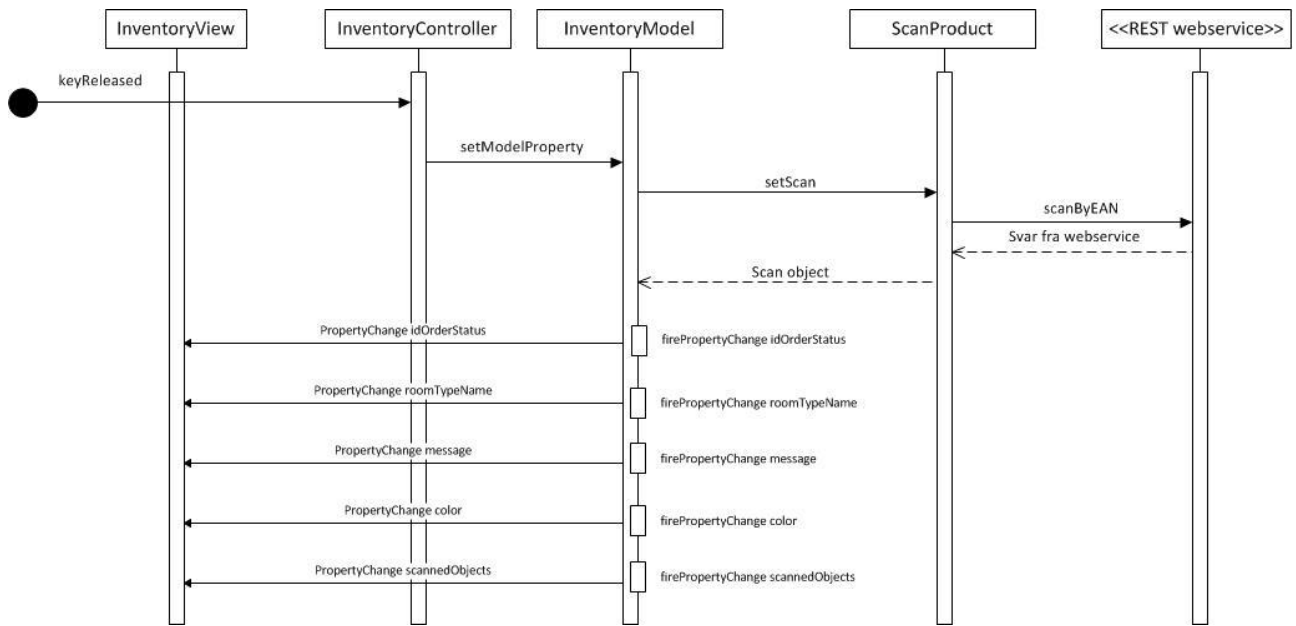 InventoryView
InventoryController
InventoryModel
ScanProduct
<<REST webservice>>
keyReleased
setModelProperty
setScan
scanByEAN
Svar fra webservice
Scan object
PropertyChange idOrderStatus
firePropertyChange idOrderStatus
PropertyChange roomTypeName
firePropertyChange roomTypeName
PropertyChange message
firePropertyChange message
PropertyChange color
firePropertyChange color
PropertyChange scannedObjects
firePropertyChange scannedObjects